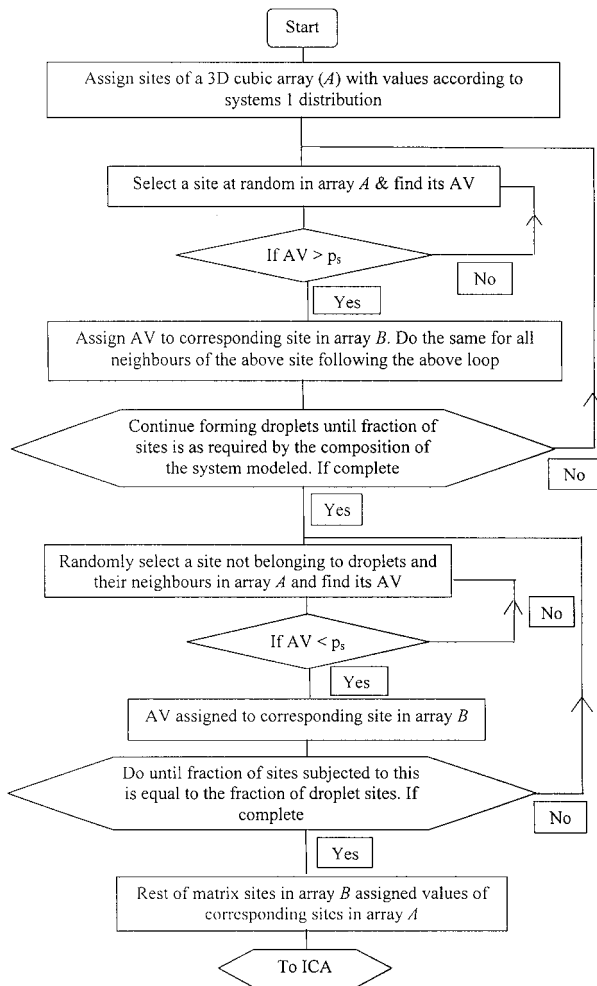 Start
Assign sites of a 3D cubic array (A) with values according to
systems 1 distribution
Select a site at random in array A & find its AV
If AV > ps
No
Yes
Assign AV to corresponding site in array B. Do the same for all
neighbours of the above site following the above loop
Continue forming droplets until fraction of
sites is as required by the composition of
the system modeled. If complete
No
Yes
Randomly select a site not belonging to droplets and
their neighbours in array A and find its AV
No
If AV < ps
Yes
AV assigned to corresponding site in array B
Do until fraction of sites subjected to this
is equal to the fraction of droplet sites. If
complete
No
Yes
Rest of matrix sites in array B assigned values of
corresponding sites in array A
To ICA